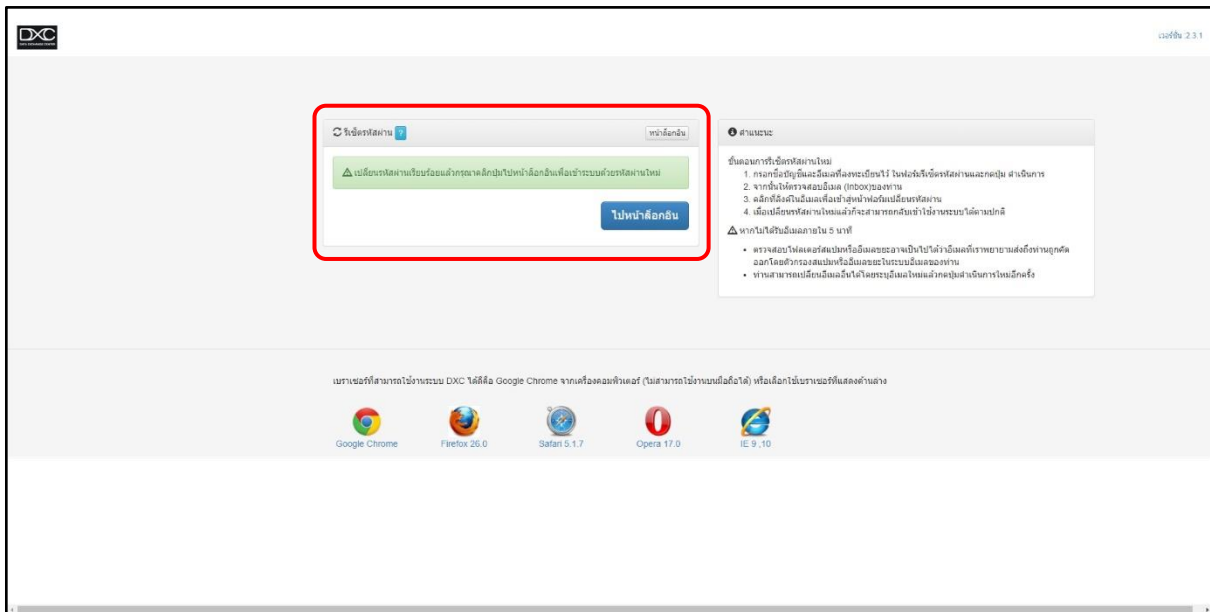 DXC
เวอร์ชั่น :2.3.1
รีเซ็ตรหัสผ่าน ?
หน้าล็อกอิน
เปลี่ยนรหัสผ่านเรียบร้อยแล้วกรุณาคลิกปุ่มไปหน้าล็อกอินเพื่อเข้าระบบด้วยรหัสผ่านใหม่
ไปหน้าล็อกอิน
คำแนะนะ
ขั้นตอนการรีเซ็ตรหัสผ่านใหม่
1. กรอกชื่อบัญชีและอีเมลที่ลงทะเบียนไว้ ในฟอร์มรีเซ็ตรหัสผ่านและกดปุ่ม ดำเนินการ
2. จากนั้นให้ตรวจสอบอีเมล (Inbox)ของท่าน
3. คลิกที่ลิงค์ในอีเมลเพื่อเข้าสู่หน้าฟอร์มเปลี่ยนรหัสผ่าน
4. เมื่อเปลี่ยนรหัสผ่านใหม่แล้วก็จะสามารถกลับเข้าใช้งานระบบได้ตามปกติ
หากไม่ได้รับอีเมลภายใน 5 นาที
• ตรวจสอบโฟลเดอร์สแปมหรืออีเมลขยะอาจเป็นไปได้ว่าอีเมลที่เราพยายามส่งถึงท่านถูกคัด
ออกโดยตัวกรองสแปมหรืออีเมลขยะในระบบอีเมลของท่าน
• ท่านสามารถเปลี่ยนอีเมลอื่นได้โดยระบุอีเมลใหม่แล้วกดปุ่มดำเนินการใหม่อีกครั้ง
เบราเซอร์ที่สามารถใช้งานระบบ DXC ได้ดีคือ Google Chrome จากเครื่องคอมพิวเตอร์ (ไม่สามารถใช้งานบนมือถือได้) หรือเลือกใช้เบราเซอร์ที่แสดงด้านล่าง
Google Chrome
Firefox 26.0
Safari 5.1.7
Opera 17.0
IE 9 ,10